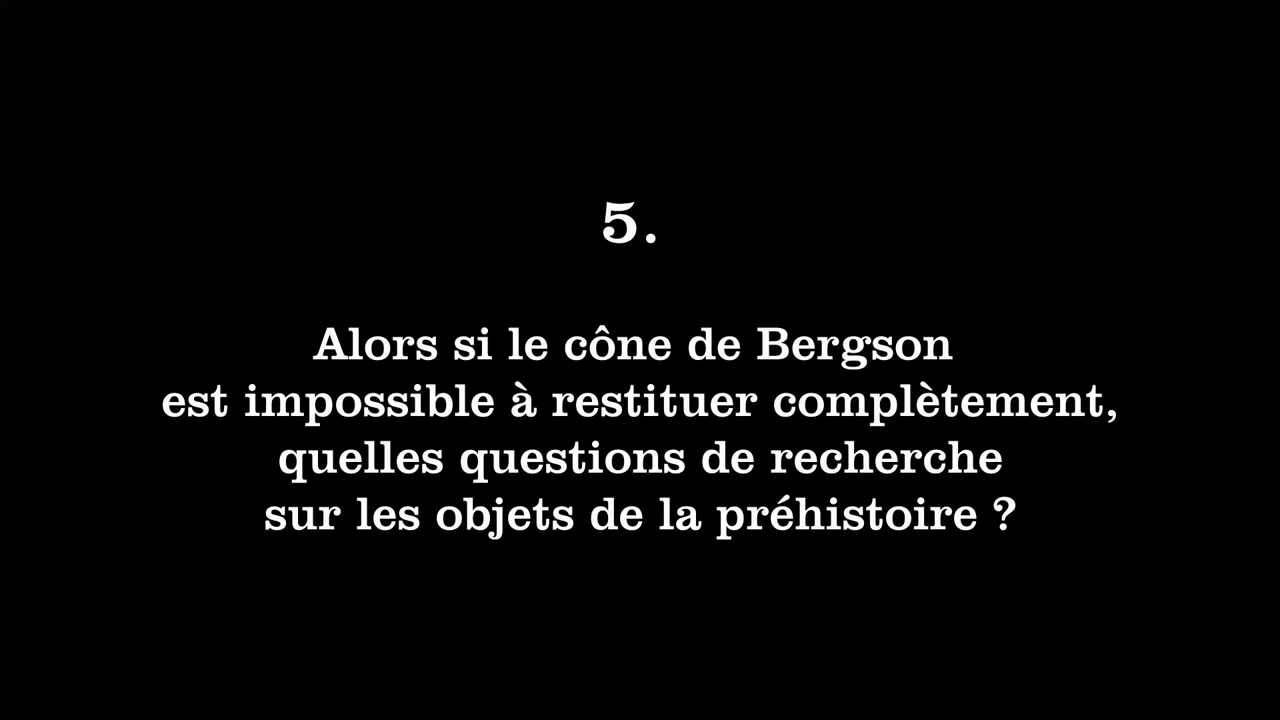 5.
Alors si le cône de Bergson
est impossible à restituer complètement,
quelles questions de recherche
sur les objets de la préhistoire ?